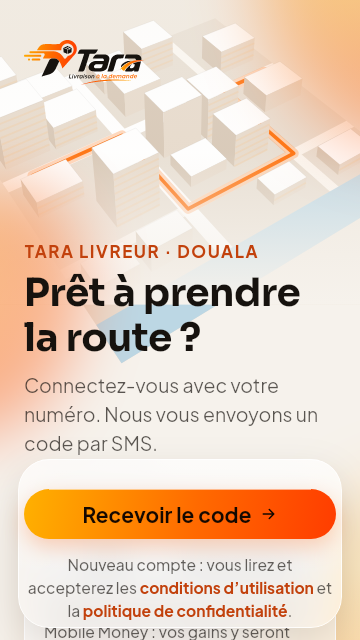 Tara
Livraison à la demande
TARA LIVREUR · DOUALA
Prêt à prendre
la route ?
Connectez-vous avec votre
numéro. Nous vous envoyons un
code par SMS.
Recevoir le code →
Nouveau compte : vous lirez et
accepterez les conditions d’utilisation et
la politique de confidentialité.
Mobile Money : vos gains y seront